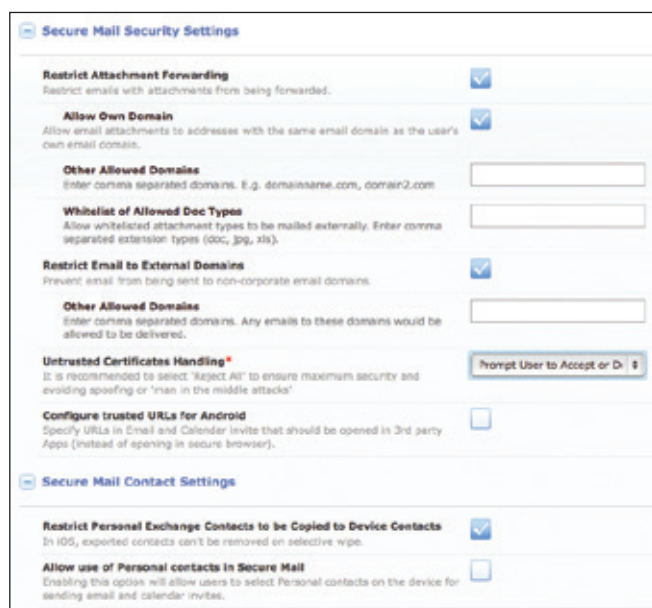 Secure Mail Security Settings
Restrict Attachment Forwarding
Restrict emails with attachments from being forwarded.
Allow Own Domain
Allow email attachments to addresses with the same email domain as the user's
own email domain.
Other Allowed Domains
Enter comma separated domains. E.g. domainname.com, domain2.com
Whitelist of Allowed Doc Types
Allow whitelisted attachment types to be mailed externally. Enter comma
separated extension types (doc, jpg, xls).
Restrict Email to External Domains
Prevent email from being sent to non-corporate email domains.
Other Allowed Domains
Enter comma separated domains. Any emails to these domains would be
allowed to be delivered.
Untrusted Certificates Handling*
Prompt User to Accept or De
It is recommended to select 'Reject All' to ensure maximum security and
avoiding spoofing or 'man in the middle attacks'
Configure trusted URLs for Android
Specify URLs in Email and Calender invite that should be opened in 3rd party
Apps (instead of opening in secure browser).
Secure Mail Contact Settings
Restrict Personal Exchange Contacts to be Copied to Device Contacts
In iOS, exported contacts can't be removed on selective wipe.
Allow use of Personal contacts in Secure Mail
Enabling this option will allow users to select Personal contacts on the device for
sending email and calendar invites.